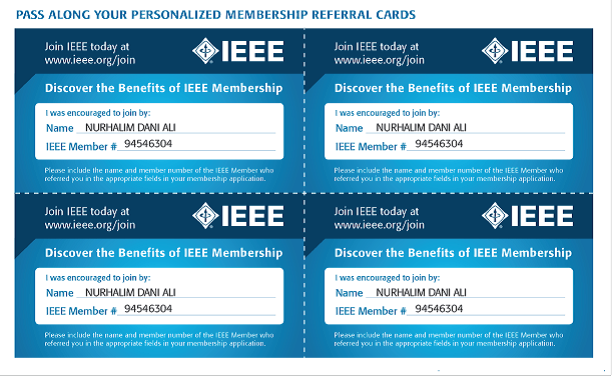 PASS ALONG YOUR PERSONALIZED MEMBERSHIP REFERRAL CARDS
Join IEEE today at
www.ieee.org/join
IEEE
Discover the Benefits of IEEE Membership
I was encouraged to join by:
Name NURHALIM DANI ALI
IEEE Member # 94546304
Please include the name and member number of the IEEE Member who
referred you in the appropriate fields in your membership application.
Join IEEE today at
www.ieee.org/join
IEEE
Discover the Benefits of IEEE Membership
I was encouraged to join by:
Name NURHALIM DANI ALI
IEEE Member # 94546304
Please include the name and member number of the IEEE Member who
referred you in the appropriate fields in your membership application.
Join IEEE today at
www.ieee.org/join
IEEE
Discover the Benefits of IEEE Membership
I was encouraged to join by:
Name NURHALIM DANI ALI
IEEE Member # 94546304
Please include the name and member number of the IEEE Member who
referred you in the appropriate fields in your membership application.
Join IEEE today at
www.ieee.org/join
IEEE
Discover the Benefits of IEEE Membership
I was encouraged to join by:
Name NURHALIM DANI ALI
IEEE Member # 94546304
Please include the name and member number of the IEEE Member who
referred you in the appropriate fields in your membership application.